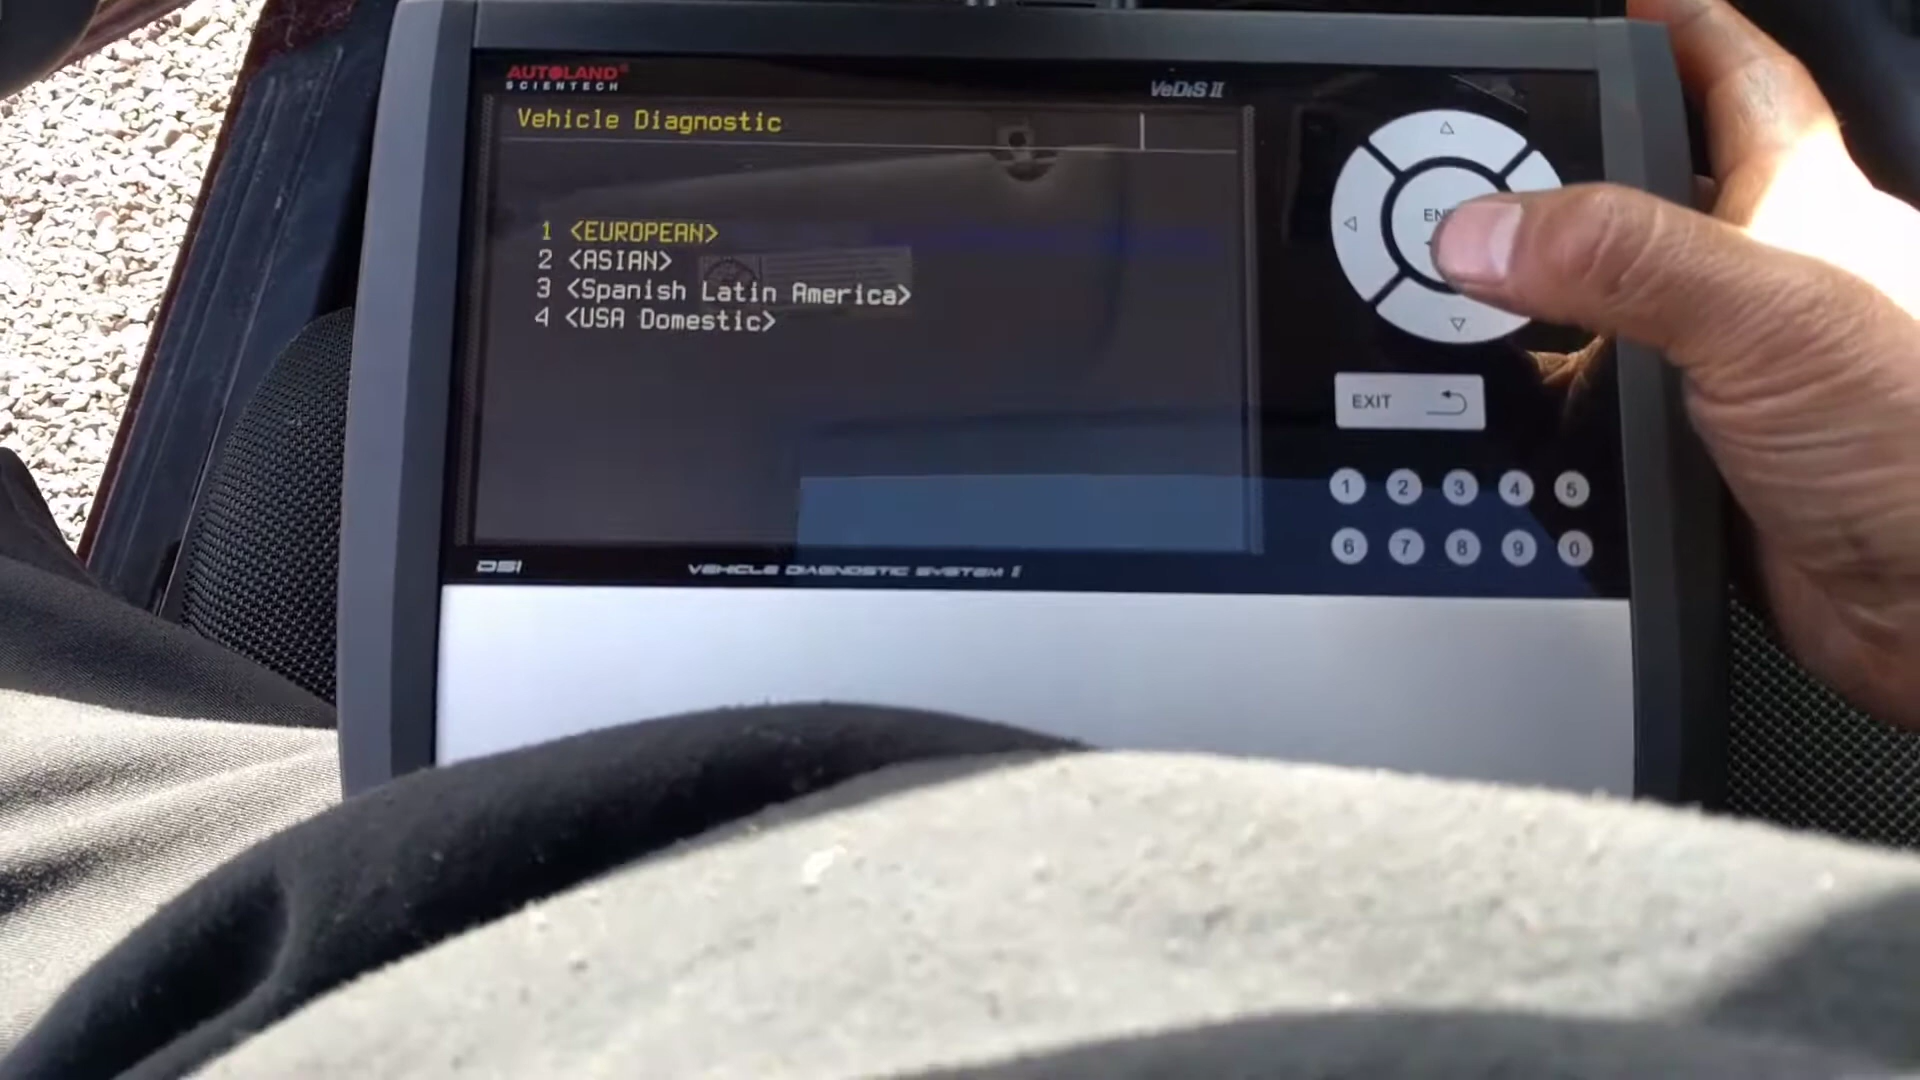 AUTOLAND
SCIENTECH
VeDiS II
Vehicle Diagnostic
1 <EUROPEAN>
2 <ASIAN>
3 <Spanish Latin America>
4 <USA Domestic>
DSI
VEHICLE DIAGNOSTIC SYSTEM II
EXIT
1 2 3 4 5
6 7 8 9 0